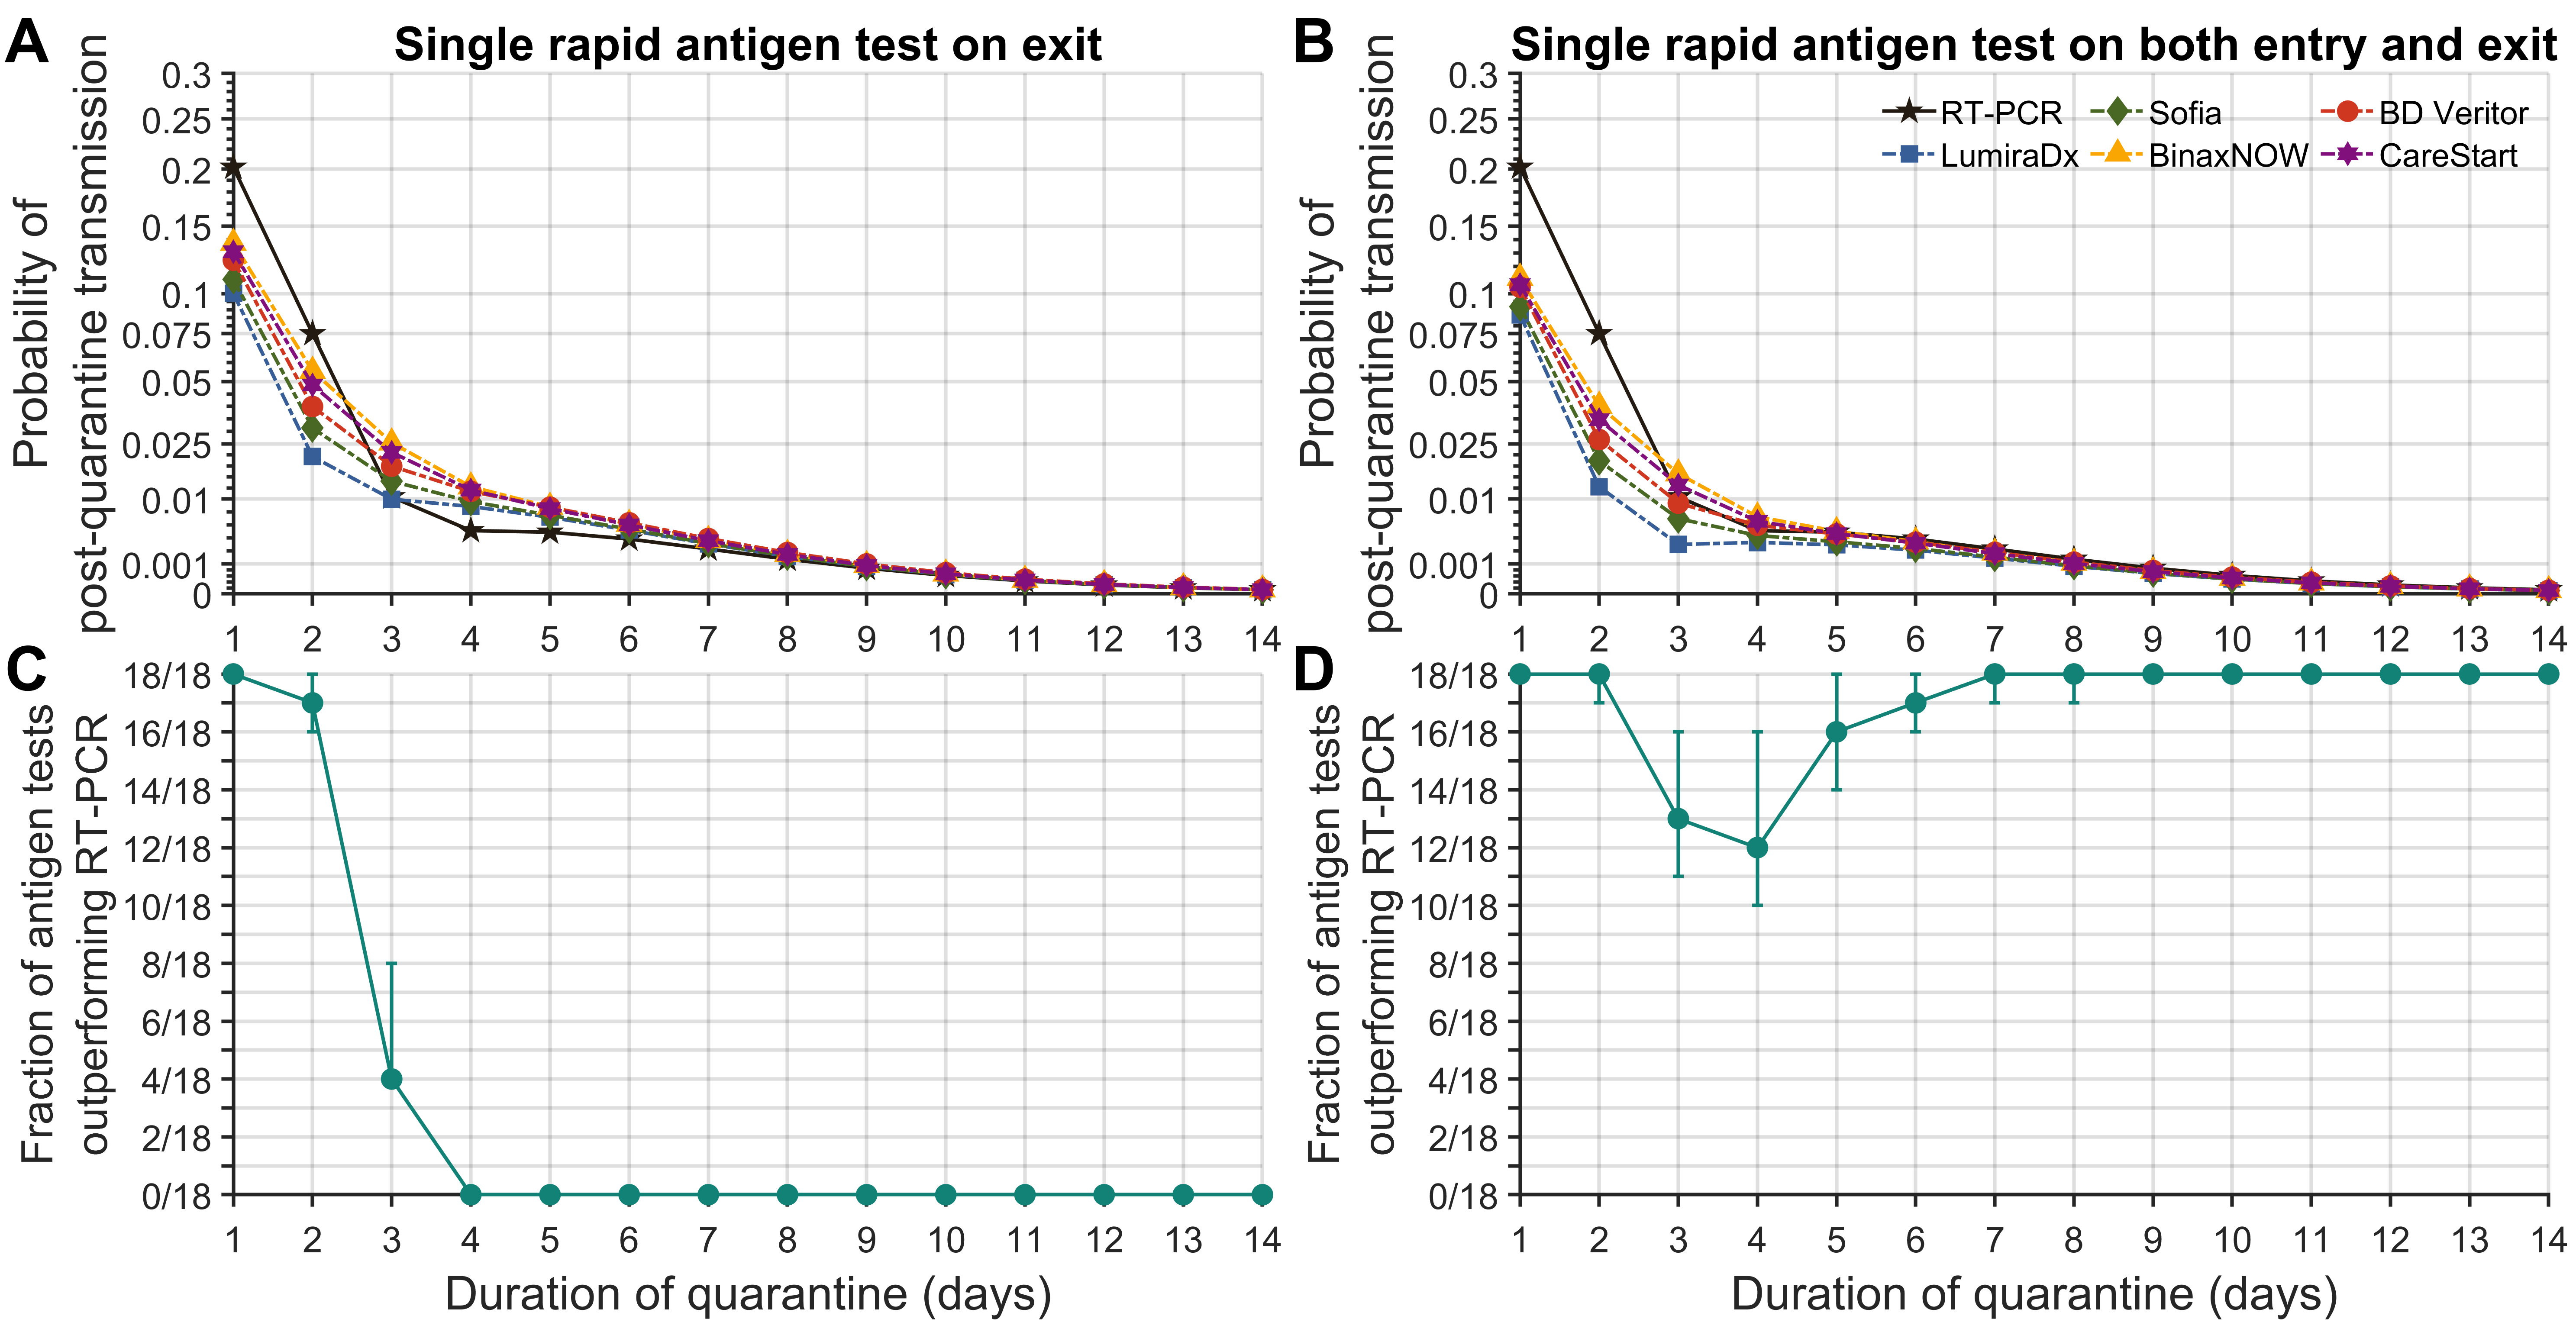 A
Single rapid antigen test on exit
Probability of
post-quarantine transmission
0.3
0.25
0.2
0.15
0.1
0.075
0.05
0.025
0.01
0.001
0
1 2 3 4 5 6 7 8 9 10 11 12 13 14
B
Single rapid antigen test on both entry and exit
Probability of
post-quarantine transmission
0.3
0.25
0.2
0.15
0.1
0.075
0.05
0.025
0.01
0.001
0
RT-PCR Sofia BD Veritor
LumiraDx BinaxNOW CareStart
1 2 3 4 5 6 7 8 9 10 11 12 13 14
C
Fraction of antigen tests
outperforming RT-PCR
18/18
16/18
14/18
12/18
10/18
8/18
6/18
4/18
2/18
0/18
1 2 3 4 5 6 7 8 9 10 11 12 13 14
Duration of quarantine (days)
D
Fraction of antigen tests
outperforming RT-PCR
18/18
16/18
14/18
12/18
10/18
8/18
6/18
4/18
2/18
0/18
1 2 3 4 5 6 7 8 9 10 11 12 13 14
Duration of quarantine (days)